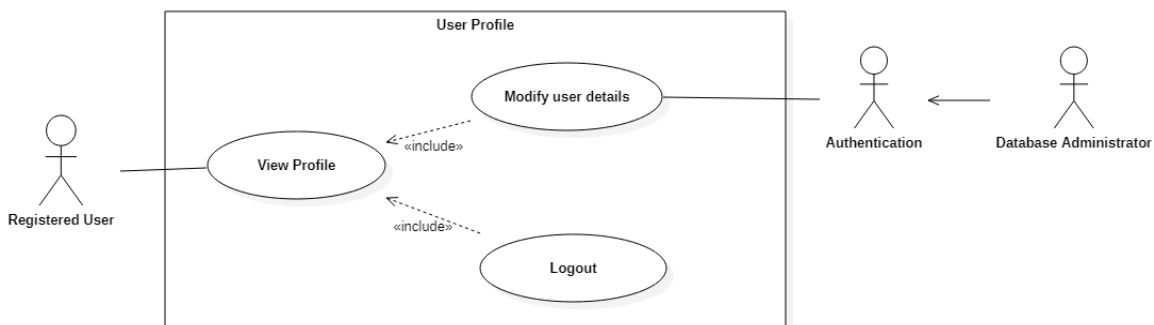 User Profile
Modify user details
«include»
View Profile
Authentication
Database Administrator
Registered User
«include»
Logout